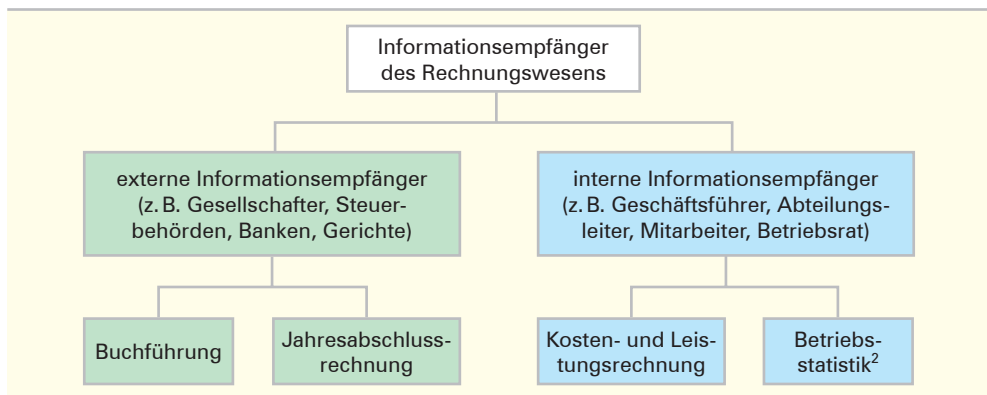 Informationsempfänger
des Rechnungswesens
externe Informationsempfänger
(z. B. Gesellschafter, Steuer-
behörden, Banken, Gerichte)
interne Informationsempfänger
(z. B. Geschäftsführer, Abteilungs-
leiter, Mitarbeiter, Betriebsrat)
Buchführung
Jahresabschluss-
rechnung
Kosten- und Leis-
tungsrechnung
Betriebs-
statistik²